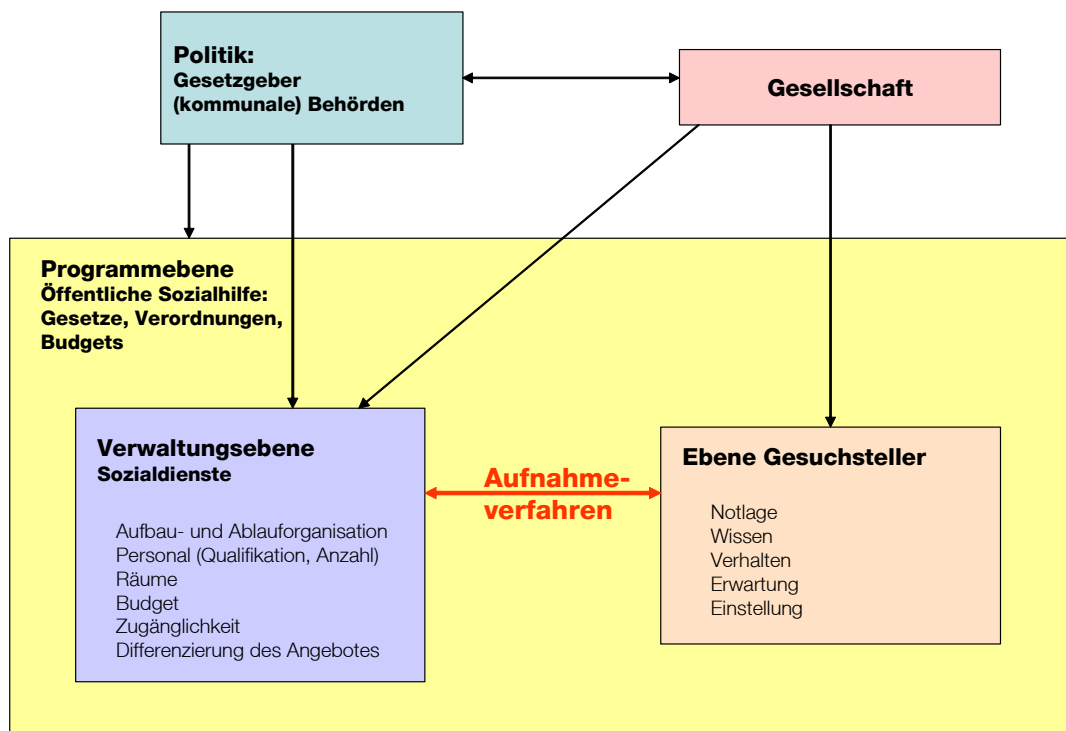 Politik:
Gesetzgeber
(kommunale) Behörden
Gesellschaft
Programmebene
Öffentliche Sozialhilfe:
Gesetze, Verordnungen,
Budgets
Verwaltungsebene
Sozialdienste
Aufbau- und Ablauforganisation
Personal (Qualifikation, Anzahl)
Räume
Budget
Zugänglichkeit
Differenzierung des Angebotes
Aufnahme-
verfahren
Ebene Gesuchsteller
Notlage
Wissen
Verhalten
Erwartung
Einstellung